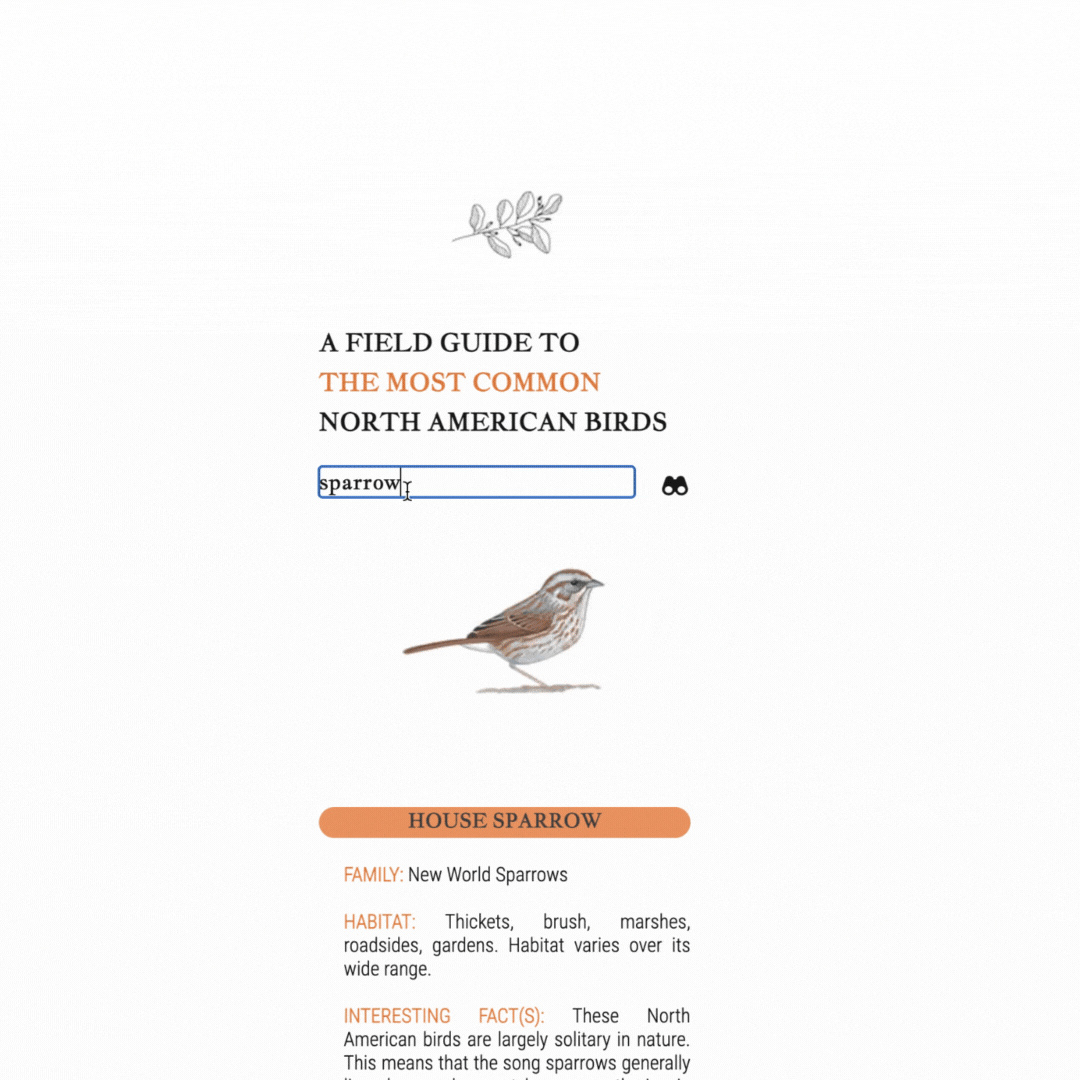 A FIELD GUIDE TO
THE MOST COMMON
NORTH AMERICAN BIRDS
sparrow
HOUSE SPARROW
FAMILY: New World Sparrows
HABITAT: Thickets, brush, marshes,
roadsides, gardens. Habitat varies over its
wide range.
INTERESTING FACT(S): These North
American birds are largely solitary in nature.
This means that the song sparrows generally